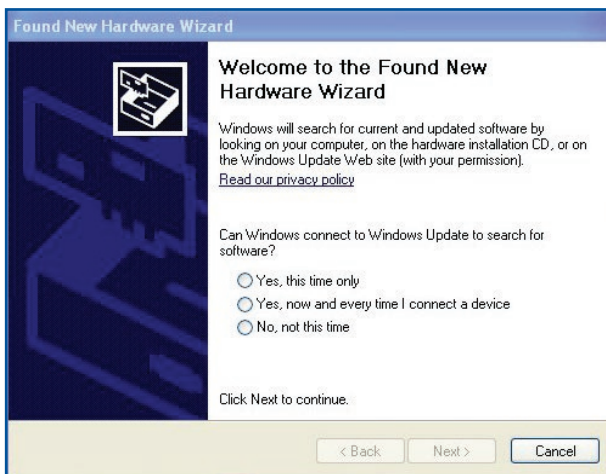 Found New Hardware Wizard
Welcome to the Found New
Hardware Wizard
Windows will search for current and updated software by
looking on your computer, on the hardware installation CD, or on
the Windows Update Web site (with your permission).
Read our privacy policy
Can Windows connect to Windows Update to search for
software?
Yes, this time only
Yes, now and every time I connect a device
No, not this time
Click Next to continue.
< Back Next > Cancel